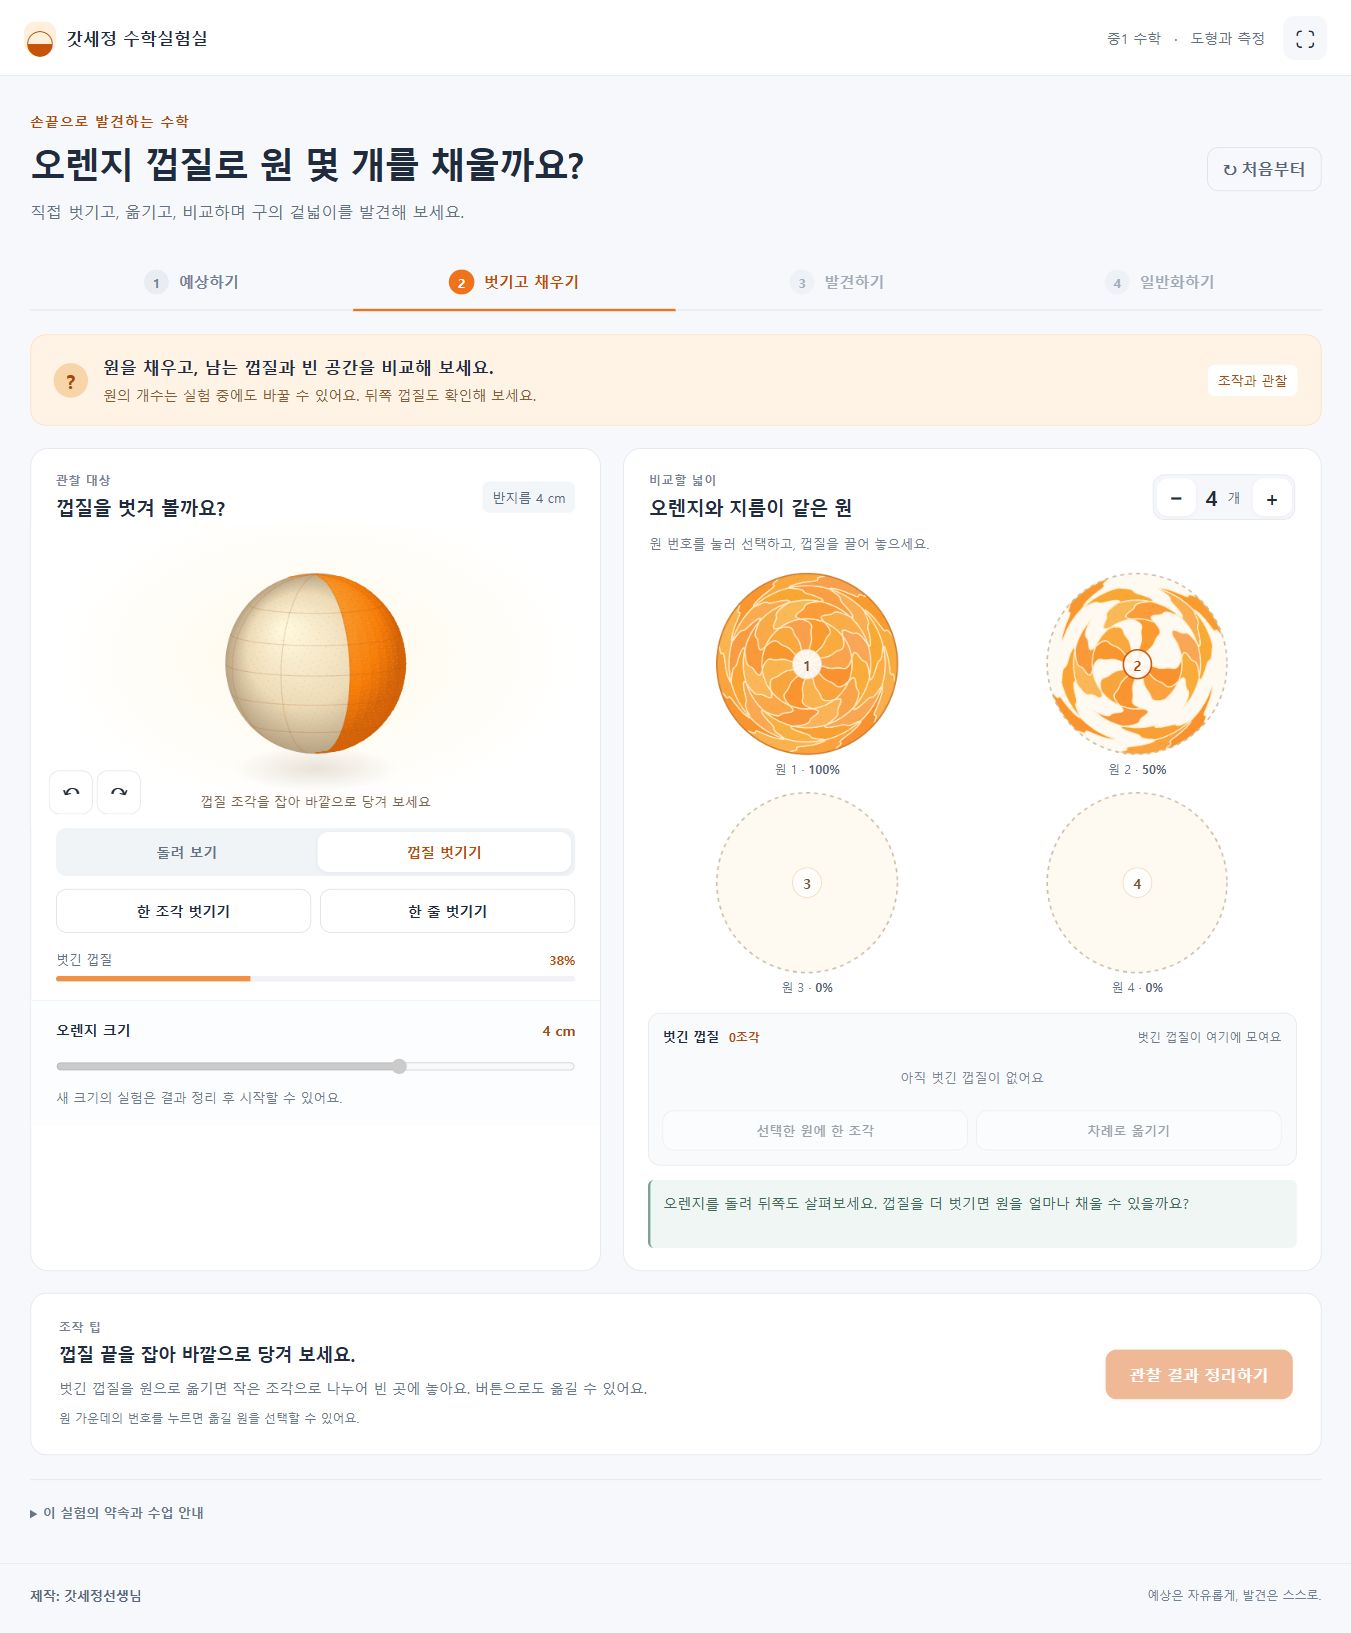 갓세정 수학실험실
중1 수학 · 도형과 측정
손끝으로 발견하는 수학
오렌지 껍질로 원 몇 개를 채울까요?
직접 벗기고, 옮기고, 비교하며 구의 겉넓이를 발견해 보세요.
↻ 처음부터
1 예상하기
2 벗기고 채우기
3 발견하기
4 일반화하기
? 원을 채우고, 남는 껍질과 빈 공간을 비교해 보세요.
원의 개수는 실험 중에도 바꿀 수 있어요. 뒤쪽 껍질도 확인해 보세요.
조작과 관찰
관찰 대상
껍질을 벗겨 볼까요?
반지름 4 cm
껍질 조각을 잡아 바깥으로 당겨 보세요
돌려 보기
껍질 벗기기
한 조각 벗기기
한 줄 벗기기
벗긴 껍질 38%
오렌지 크기 4 cm
새 크기의 실험은 결과 정리 후 시작할 수 있어요.
비교할 넓이
오렌지와 지름이 같은 원
− 4 개 +
원 번호를 눌러 선택하고, 껍질을 끌어 놓으세요.
1
2
원 1 · 100%
원 2 · 50%
3
4
원 3 · 0%
원 4 · 0%
벗긴 껍질 0조각
벗긴 껍질이 여기에 모여요
아직 벗긴 껍질이 없어요
선택한 원에 한 조각
차례로 옮기기
오렌지를 돌려 뒤쪽도 살펴보세요. 껍질을 더 벗기면 원을 얼마나 채울 수 있을까요?
조작 팁
껍질 끝을 잡아 바깥으로 당겨 보세요.
벗긴 껍질을 원으로 옮기면 작은 조각으로 나누어 빈 곳에 놓아요. 버튼으로도 옮길 수 있어요.
원 가운데의 번호를 누르면 옮길 원을 선택할 수 있어요.
관찰 결과 정리하기
▶ 이 실험의 약속과 수업 안내
제작: 갓세정선생님
예상은 자유롭게, 발견은 스스로.